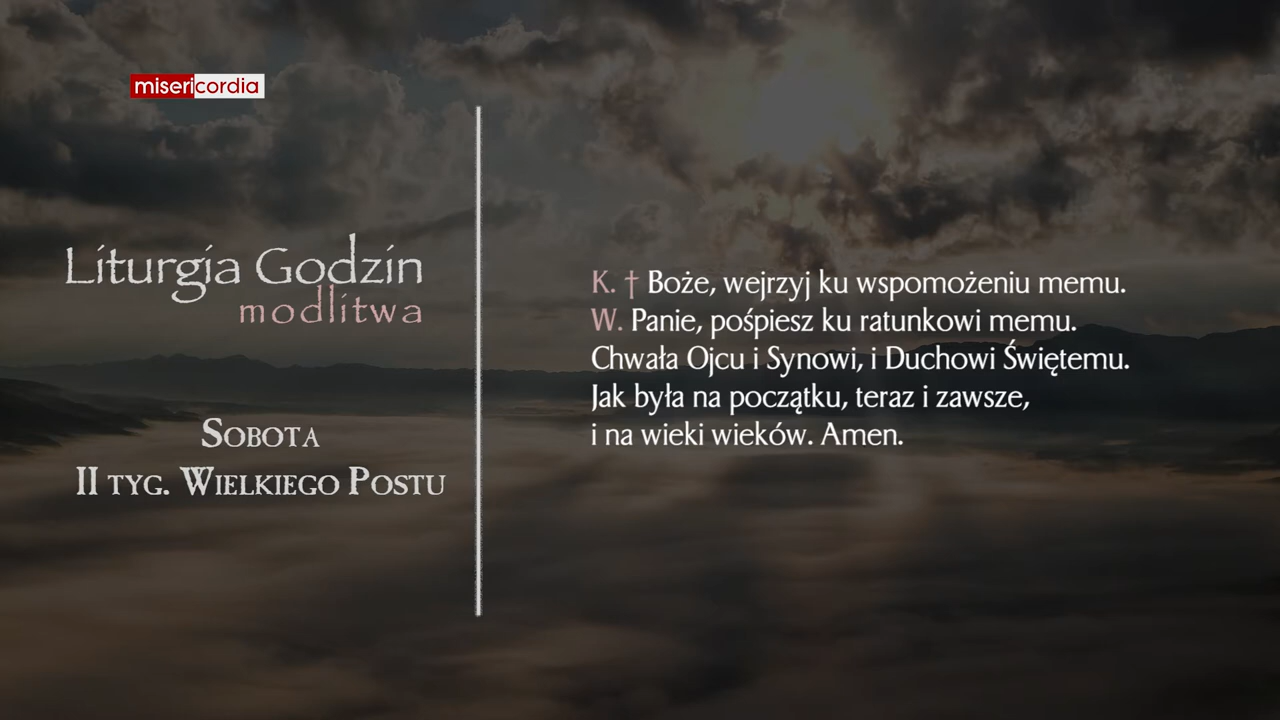 misericordia
Liturgia Godzin
modlitwa
Sobota
II tyg. Wielkiego Postu
K. † Boże, wejrzyj ku wspomożeniu memu.
W. Panie, pośpiesz ku ratunkowi memu.
Chwała Ojcu i Synowi, i Duchowi Świętemu.
Jak była na początku, teraz i zawsze,
i na wieki wieków. Amen.